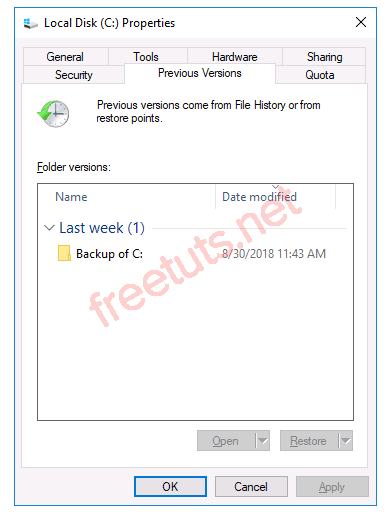 Local Disk (C:) Properties
General Tools Hardware Sharing
Security Previous Versions Quota
Previous versions come from File History or from
restore points.
Folder versions:
Name Date modified
Last week (1)
Backup of C: 8/30/2018 11:43 AM
freetuts.net
Open Restore
OK Cancel Apply